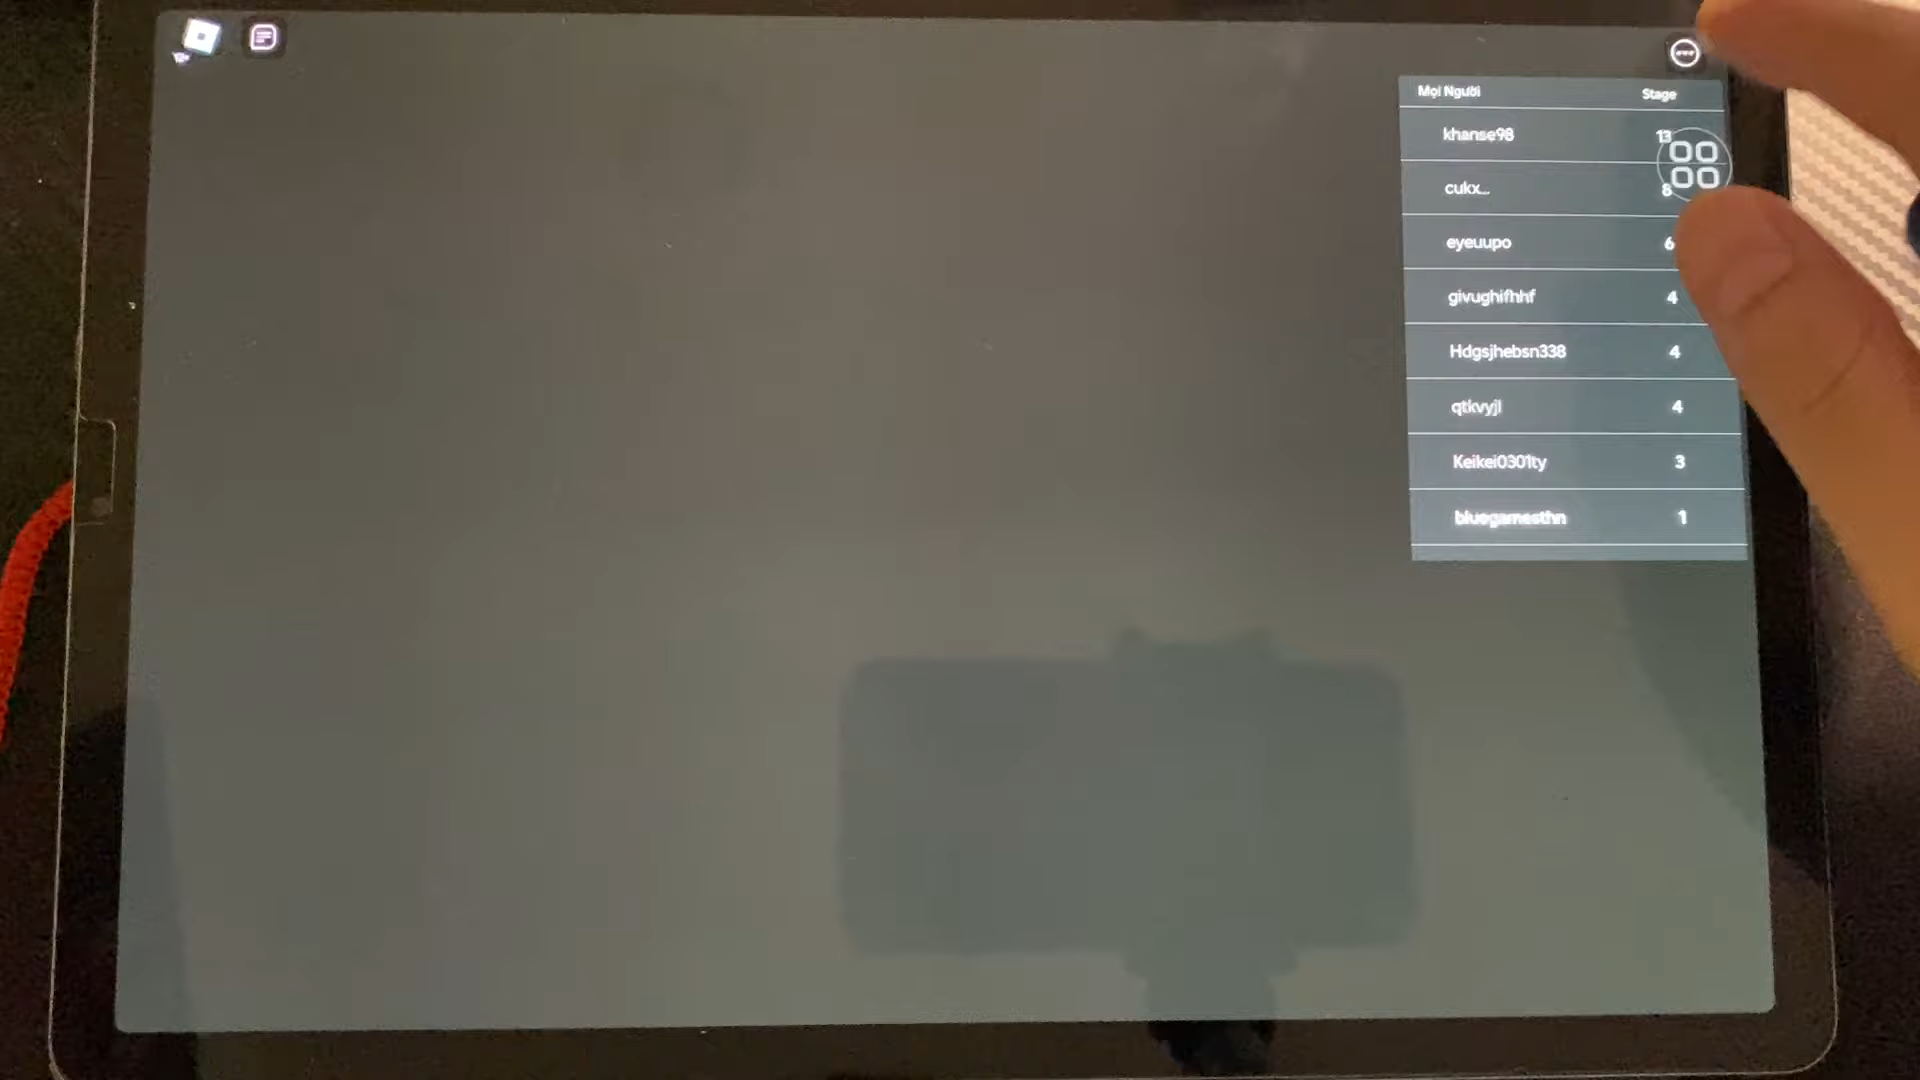 Mọi Người Stage
khanse98 13
cukx... 8
eyeuupo 6
givughifhhf 4
Hdgsjhebsn338 4
qtkvyjl 4
Keikei0301ty 3
bluegamesthn 1